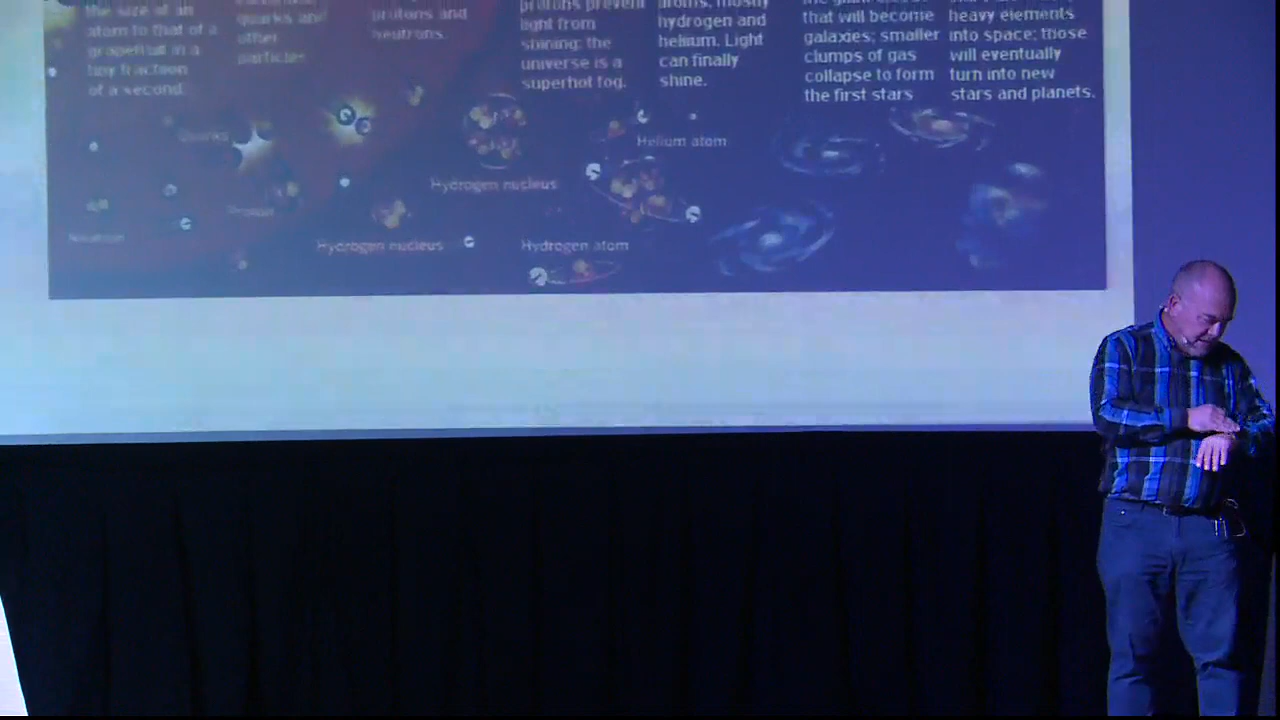 the size of an
atom to that of a
grapefruit in a
tiny fraction
of a second.
quarks and
other
particles.
protons and
neutrons.
protons prevent
light from
shining: the
universe is a
superhot fog.
atoms, mostly
hydrogen and
helium. Light
can finally
shine.
that will become
galaxies; smaller
clumps of gas
collapse to form
the first stars
heavy elements
into space; those
will eventually
turn into new
stars and planets.
Quarks
Helium atom
Hydrogen nucleus
Neutron
Hydrogen nucleus
Hydrogen atom